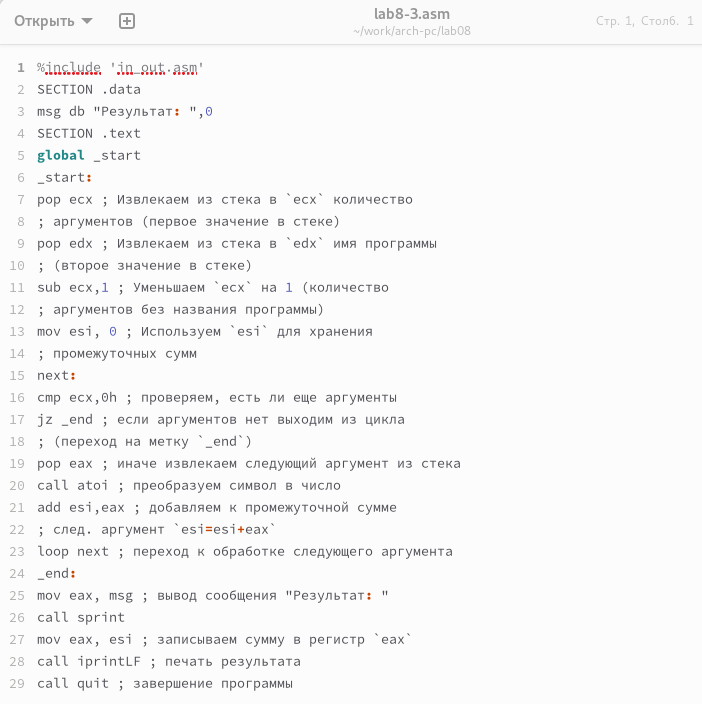 Открыть
lab8-3.asm
~/work/arch-pc/lab08
Стр. 1, Столб. 1
1 %include 'in_out.asm'
2 SECTION .data
3 msg db "Результат: ",0
4 SECTION .text
5 global _start
6 _start:
7 pop ecx ; Извлекаем из стека в `ecx` количество
8 ; аргументов (первое значение в стеке)
9 pop edx ; Извлекаем из стека в `edx` имя программы
10 ; (второе значение в стеке)
11 sub ecx,1 ; Уменьшаем `ecx` на 1 (количество
12 ; аргументов без названия программы)
13 mov esi, 0 ; Используем `esi` для хранения
14 ; промежуточных сумм
15 next:
16 cmp ecx,0h ; проверяем, есть ли еще аргументы
17 jz _end ; если аргументов нет выходим из цикла
18 ; (переход на метку `_end`)
19 pop eax ; иначе извлекаем следующий аргумент из стека
20 call atoi ; преобразуем символ в число
21 add esi,eax ; добавляем к промежуточной сумме
22 ; след. аргумент `esi=esi+eax`
23 loop next ; переход к обработке следующего аргумента
24 _end:
25 mov eax, msg ; вывод сообщения "Результат: "
26 call sprint
27 mov eax, esi ; записываем сумму в регистр `eax`
28 call iprintLF ; печать результата
29 call quit ; завершение программы